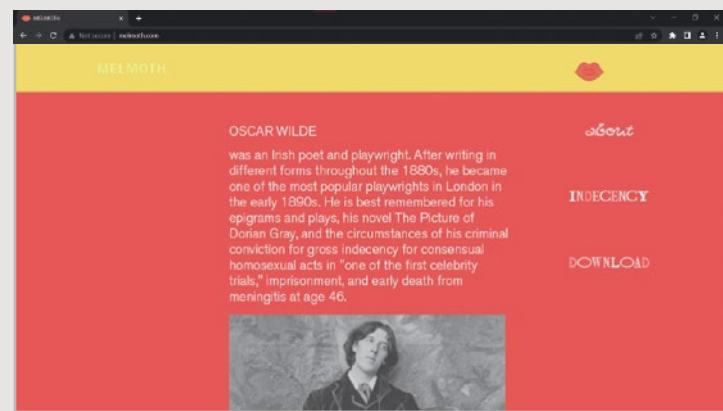 MELMOTH
Not secure | melmoth.com
MELMOTH
OSCAR WILDE
was an Irish poet and playwright. After writing in
different forms throughout the 1880s, he became
one of the most popular playwrights in London in
the early 1890s. He is best remembered for his
epigrams and plays, his novel The Picture of
Dorian Gray, and the circumstances of his criminal
conviction for gross indecency for consensual
homosexual acts in "one of the first celebrity
trials," imprisonment, and early death from
meningitis at age 46.
about
INDECENCY
DOWNLOAD